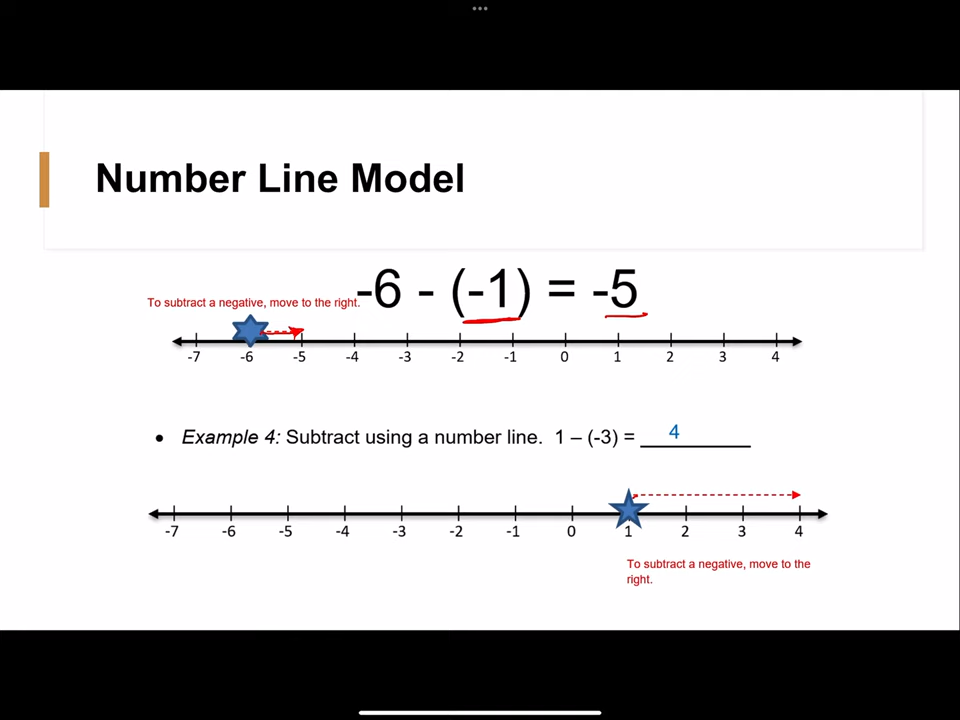 Number Line Model
-6 - (-1) = -5
To subtract a negative, move to the right.
-7 -6 -5 -4 -3 -2 -1 0 1 2 3 4
• Example 4: Subtract using a number line. 1 – (-3) = __________ 4
-7 -6 -5 -4 -3 -2 -1 0 1 2 3 4
To subtract a negative, move to the
right.